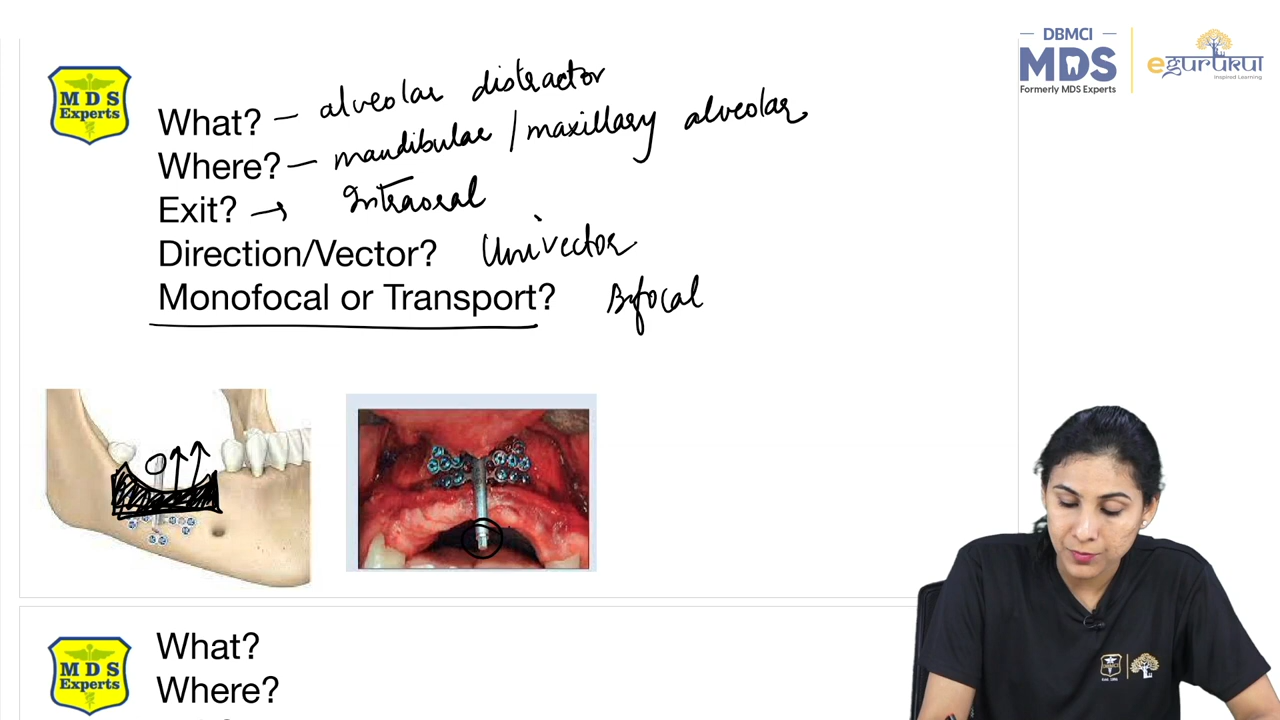 DBMCI
MDS
Formerly MDS Experts
egurukul
Inspired Learning
MDS
Experts
What? - alveolar distractor
Where? - mandibular / maxillary alveolar
Exit? → Intraoral
Direction/Vector? Univector
Monofocal or Transport? Bifocal
MDS
Experts
What?
Where?